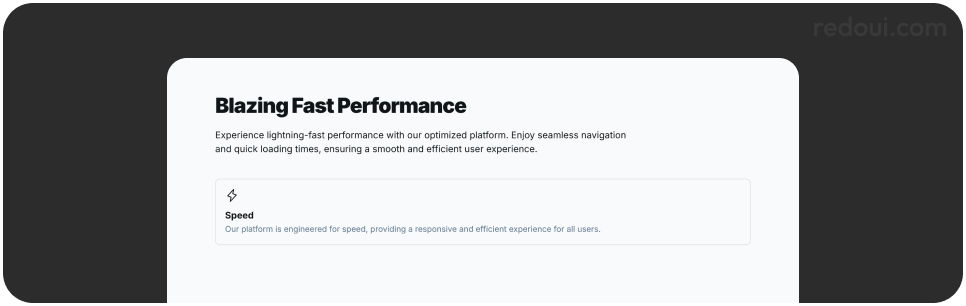 redoui.com
Blazing Fast Performance
Experience lightning-fast performance with our optimized platform. Enjoy seamless navigation
and quick loading times, ensuring a smooth and efficient user experience.
Speed
Our platform is engineered for speed, providing a responsive and efficient experience for all users.